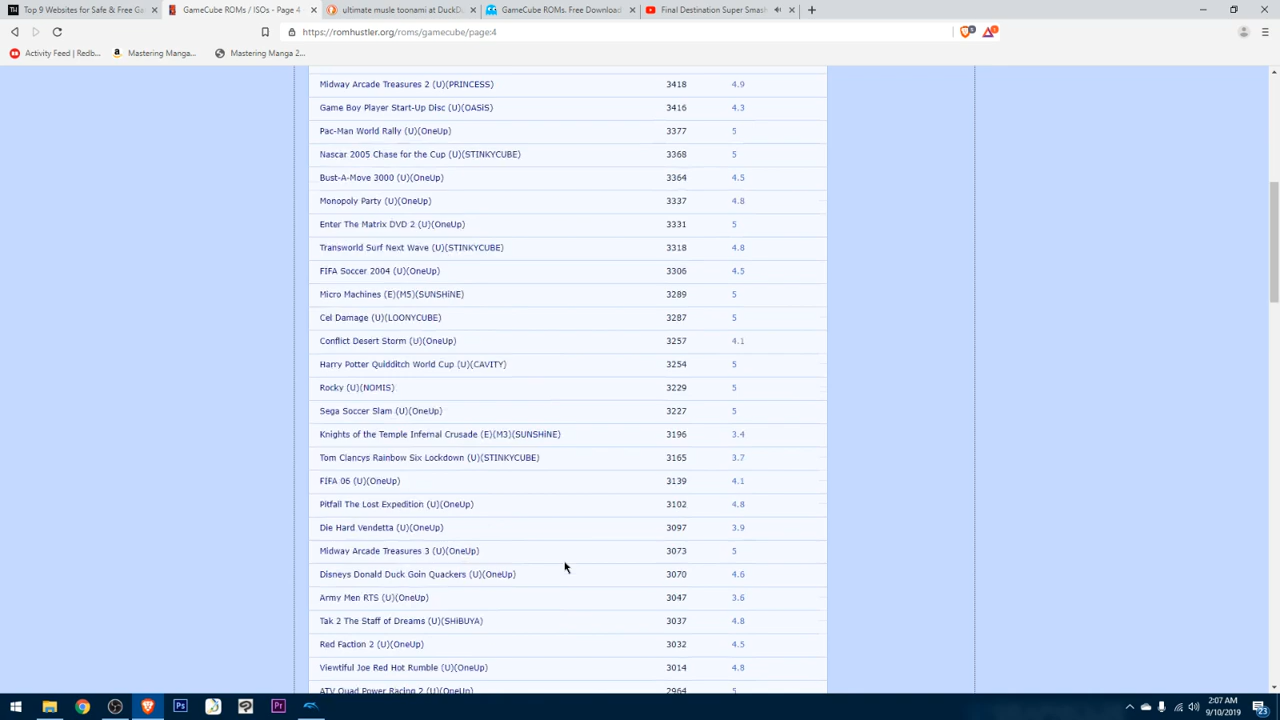 Top 9 Websites for Safe & Free Ga
GameCube ROMs / ISOs - Page 4
ultimate musle toonami at DuckDu
GameCube ROMs. Free Download
Final Destination Super Smash
https://romhustler.org/roms/gamecube/page:4
Activity Feed | Redb...
Mastering Manga...
Mastering Manga 2...
Midway Arcade Treasures 2 (U)(PRINCESS) 3418 4.9
Game Boy Player Start-Up Disc (U)(OASiS) 3416 4.3
Pac-Man World Rally (U)(OneUp) 3377 5
Nascar 2005 Chase for the Cup (U)(STINKYCUBE) 3368 5
Bust-A-Move 3000 (U)(OneUp) 3364 4.5
Monopoly Party (U)(OneUp) 3337 4.8
Enter The Matrix DVD 2 (U)(OneUp) 3331 5
Transworld Surf Next Wave (U)(STINKYCUBE) 3318 4.8
FIFA Soccer 2004 (U)(OneUp) 3306 4.5
Micro Machines (E)(M5)(SUNSHiNE) 3289 5
Cel Damage (U)(LOONYCUBE) 3287 5
Conflict Desert Storm (U)(OneUp) 3257 4.1
Harry Potter Quidditch World Cup (U)(CAVITY) 3254 5
Rocky (U)(NOMIS) 3229 5
Sega Soccer Slam (U)(OneUp) 3227 5
Knights of the Temple Infernal Crusade (E)(M3)(SUNSHiNE) 3196 3.4
Tom Clancys Rainbow Six Lockdown (U)(STINKYCUBE) 3165 3.7
FIFA 06 (U)(OneUp) 3139 4.1
Pitfall The Lost Expedition (U)(OneUp) 3102 4.8
Die Hard Vendetta (U)(OneUp) 3097 3.9
Midway Arcade Treasures 3 (U)(OneUp) 3073 5
Disneys Donald Duck Goin Quackers (U)(OneUp) 3070 4.6
Army Men RTS (U)(OneUp) 3047 3.6
Tak 2 The Staff of Dreams (U)(SHiBUYA) 3037 4.8
Red Faction 2 (U)(OneUp) 3032 4.5
Viewtiful Joe Red Hot Rumble (U)(OneUp) 3014 4.8
ATV Quad Power Racing 2 (U)(OneUp) 2964 5
Ps
Pr
2:07 AM
9/10/2019
23